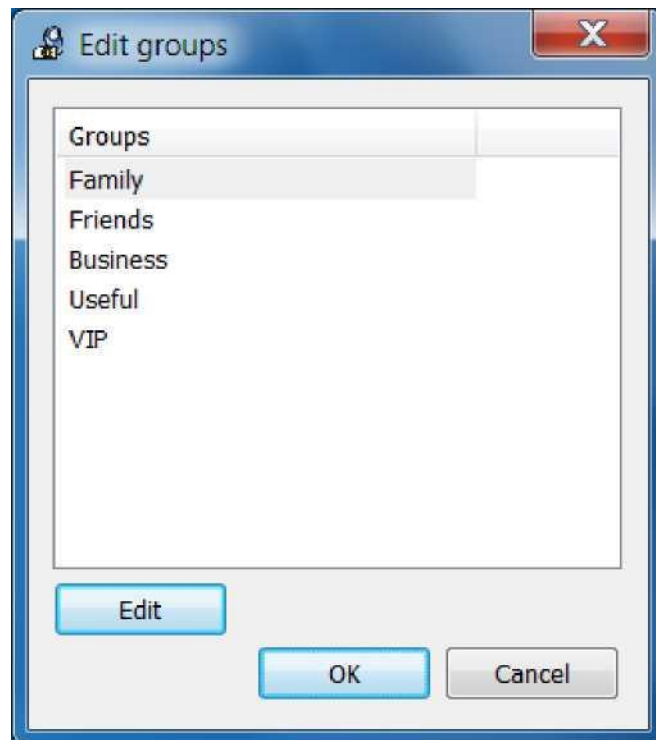 Edit groups
Groups
Family
Friends
Business
Useful
VIP
Edit
OK Cancel